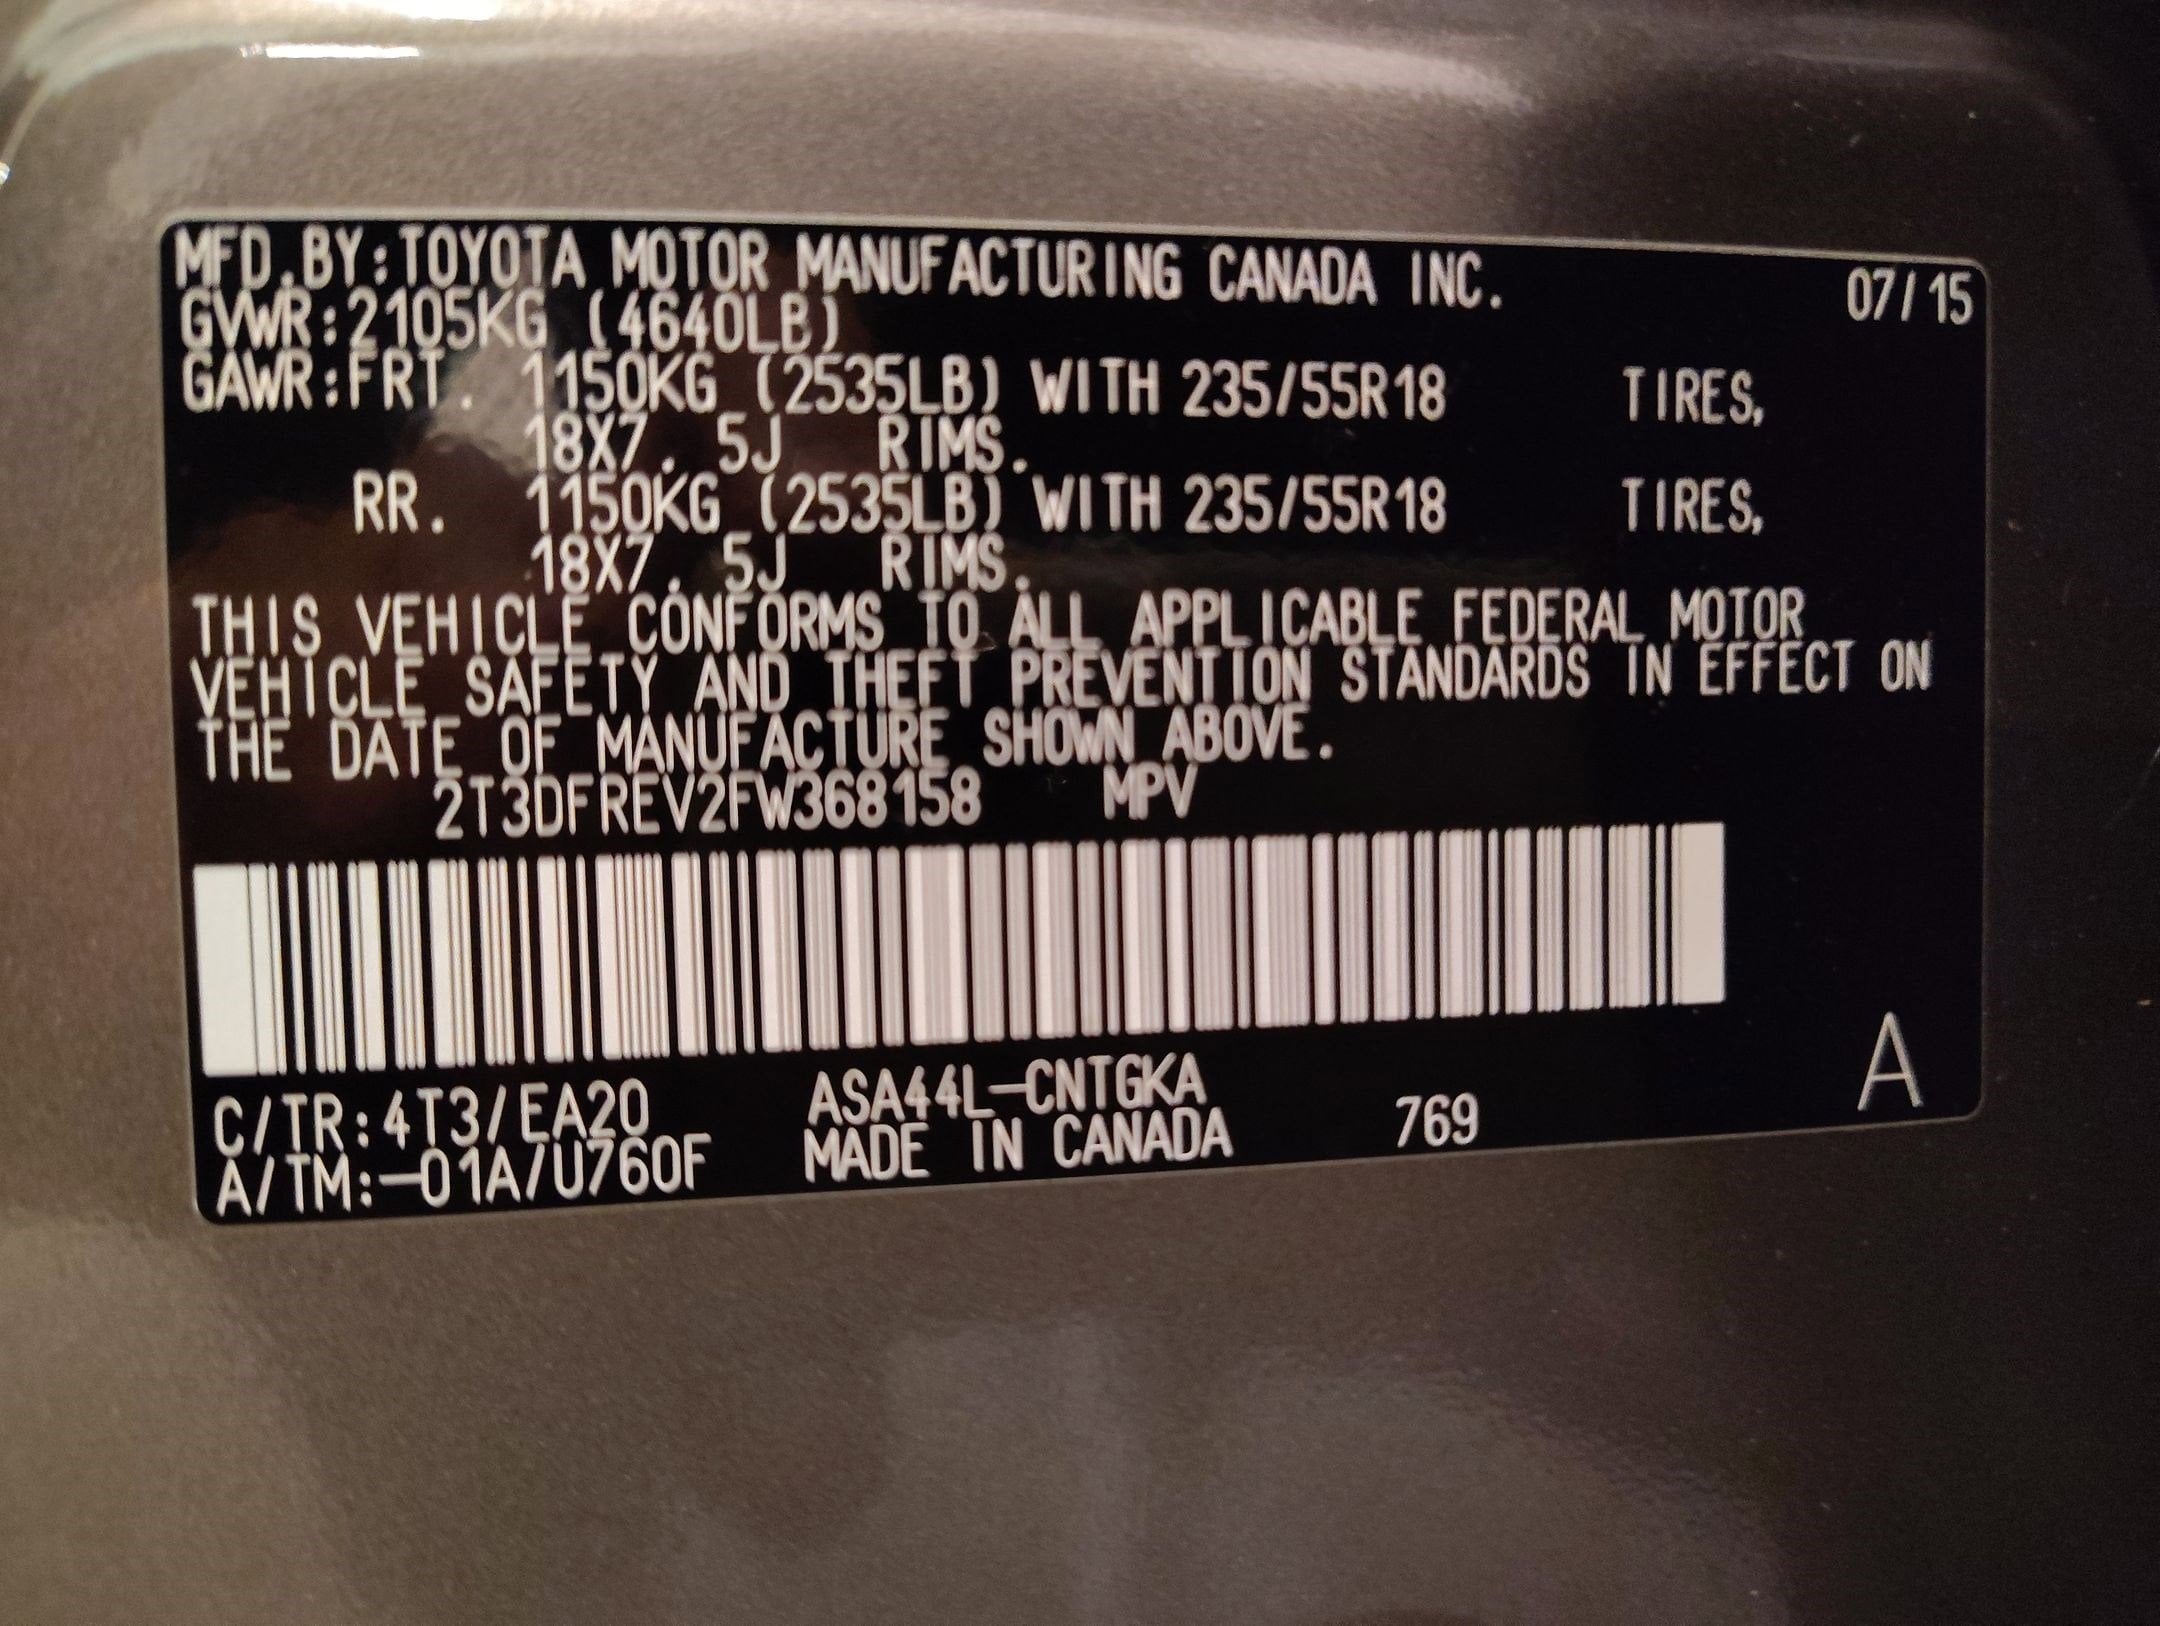 MFD.BY:TOYOTA MOTOR MANUFACTURING CANADA INC. 07/15
GVWR:2105KG (4640LB)
GAWR:FRT. 1150KG (2535LB) WITH 235/55R18 TIRES,
18X7.5J RIMS.
RR. 1150KG (2535LB) WITH 235/55R18 TIRES,
18X7.5J RIMS.
THIS VEHICLE CONFORMS TO ALL APPLICABLE FEDERAL MOTOR
VEHICLE SAFETY AND THEFT PREVENTION STANDARDS IN EFFECT ON
THE DATE OF MANUFACTURE SHOWN ABOVE.
2T3DFREV2FW368158 MPV
C/TR:4T3/EA20 ASA44L-CNTGKA A
A/TM:-01A/U760F MADE IN CANADA 769